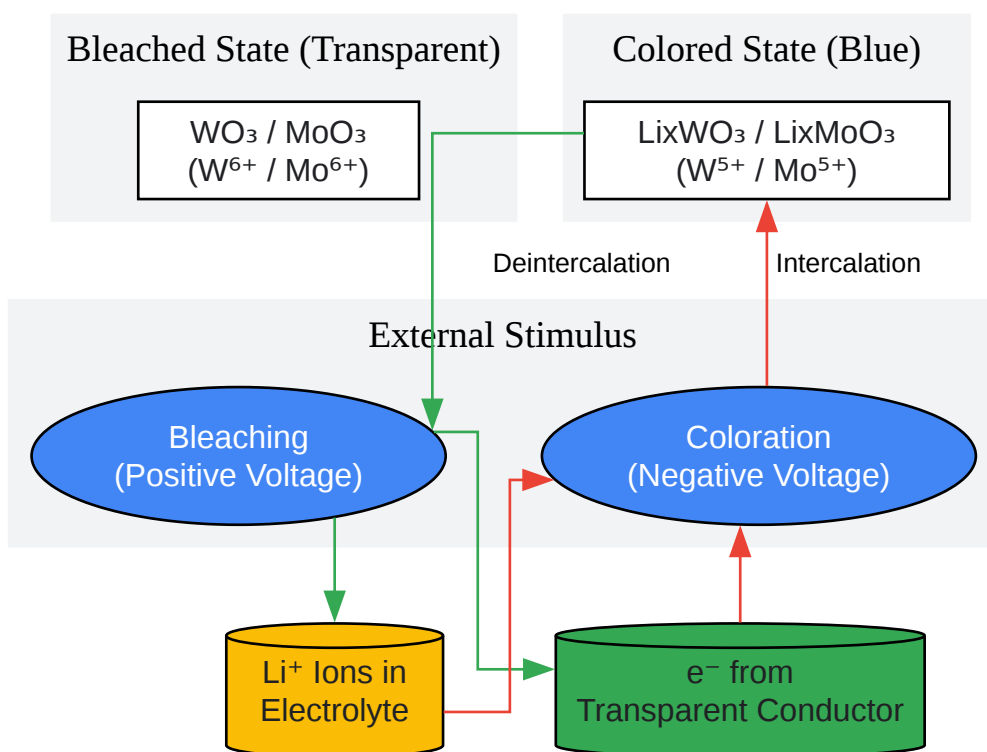 Bleached State (Transparent)
Colored State (Blue)
WO₃ / MoO₃
(W⁶⁺ / Mo⁶⁺)
LixWO₃ / LixMoO₃
(W⁵⁺ / Mo⁵⁺)
Deintercalation
Intercalation
External Stimulus
Bleaching
(Positive Voltage)
Coloration
(Negative Voltage)
Li⁺ Ions in
Electrolyte
e⁻ from
Transparent Conductor